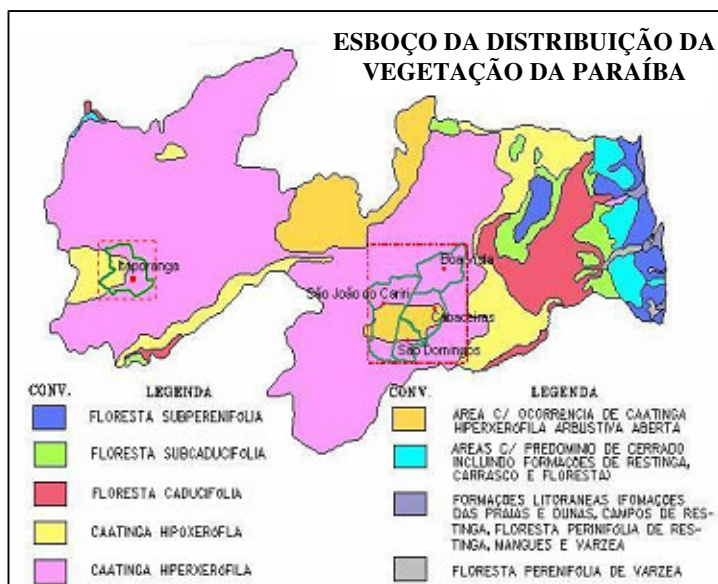 ESBOÇO DA DISTRIBUIÇÃO DA
VEGETAÇÃO DA PARAÍBA
Itaporanga
Boa Vista
São João do Cariri
Cabaceiras
São Domingos
CONV. LEGENDA
FLORESTA SUBPERENIFOLIA
FLORESTA SUBCADUCIFOLIA
FLORESTA CADUCIFOLIA
CAATINGA HIPOXEROFLA
CAATINGA HIPERXEROFILA
CONV. LEGENDA
AREA C/ OCORRENCIA DE CAATINGA
HIPERXEROFILA ARBUSTIVA ABERTA
AREAS C/ PREDOMINIO DE CERRADO
INCLUINDO FORMAÇÕES DE RESTINGA,
CARRASCO E FLORESTA)
FORMAÇÕES LITORANEAS (FOMAÇÕES
DAS PRAIAS E DUNAS, CAMPOS DE RES-
TINGA, FLORESTA PERINIFOLIA DE RES-
TINGA, MANGUES E VARZEA
FLORESTA PERENIFOLIA DE VARZEA